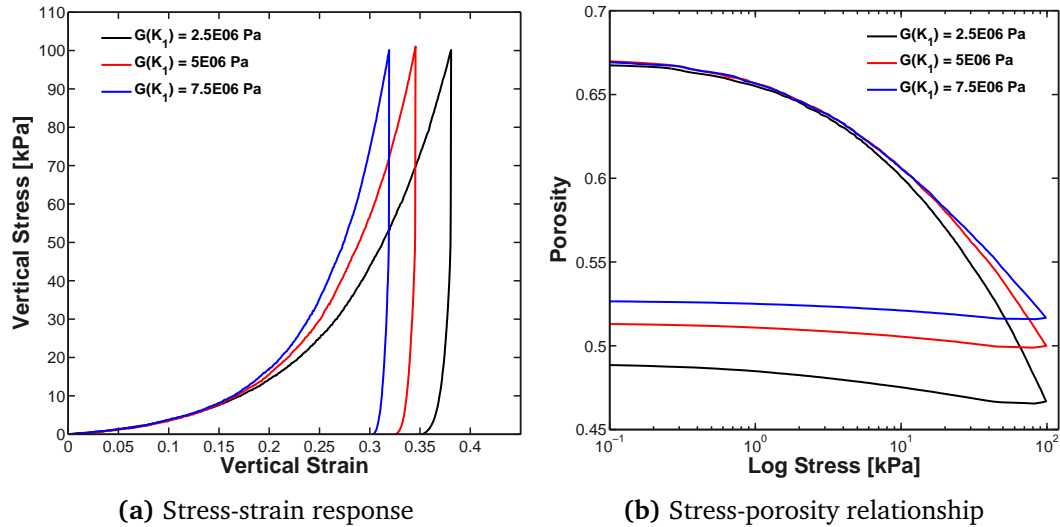 G(K₁) = 2.5E06 Pa
G(K₁) = 5E06 Pa
G(K₁) = 7.5E06 Pa
Vertical Stress [kPa]
110
100
90
80
70
60
50
40
30
20
10
0
0 0.05 0.1 0.15 0.2 0.25 0.3 0.35 0.4
Vertical Strain
(a) Stress-strain response
G(K₁) = 2.5E06 Pa
G(K₁) = 5E06 Pa
G(K₁) = 7.5E06 Pa
Porosity
0.7
0.65
0.6
0.55
0.5
0.45
10⁻¹ 10⁰ 10¹ 10²
Log Stress [kPa]
(b) Stress-porosity relationship